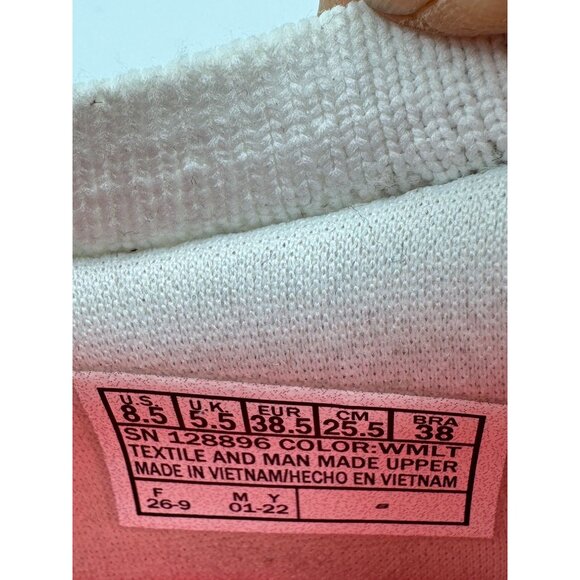 U.S. U.K. EUR CM BRA
8.5 5.5 38.5 25.5 38
SN 128896 COLOR:WMLT
TEXTILE AND MAN MADE UPPER
MADE IN VIETNAM/HECHO EN VIETNAM
F M Y
26-9 01-22